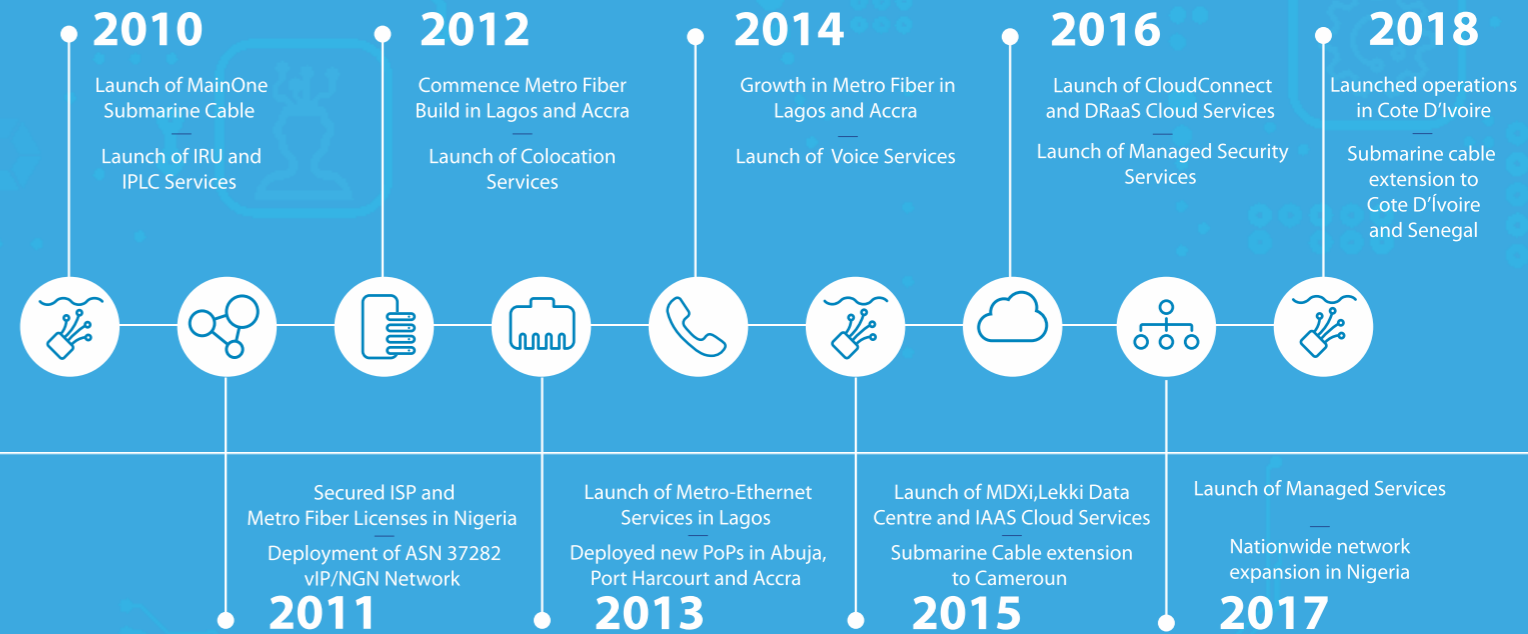 2010
Launch of MainOne
Submarine Cable
Launch of IRU and
IPLC Services
2012
Commence Metro Fiber
Build in Lagos and Accra
Launch of Colocation
Services
2014
Growth in Metro Fiber in
Lagos and Accra
Launch of Voice Services
2016
Launch of CloudConnect
and DRaaS Cloud Services
Launch of Managed Security
Services
2018
Launched operations
in Cote D'Ivoire
Submarine cable
extension to
Cote D'Ívoire
and Senegal
Secured ISP and
Metro Fiber Licenses in Nigeria
Deployment of ASN 37282
vIP/NGN Network
2011
Launch of Metro-Ethernet
Services in Lagos
Deployed new PoPs in Abuja,
Port Harcourt and Accra
2013
Launch of MDXi,Lekki Data
Centre and IAAS Cloud Services
Submarine Cable extension
to Cameroun
2015
Launch of Managed Services
Nationwide network
expansion in Nigeria
2017